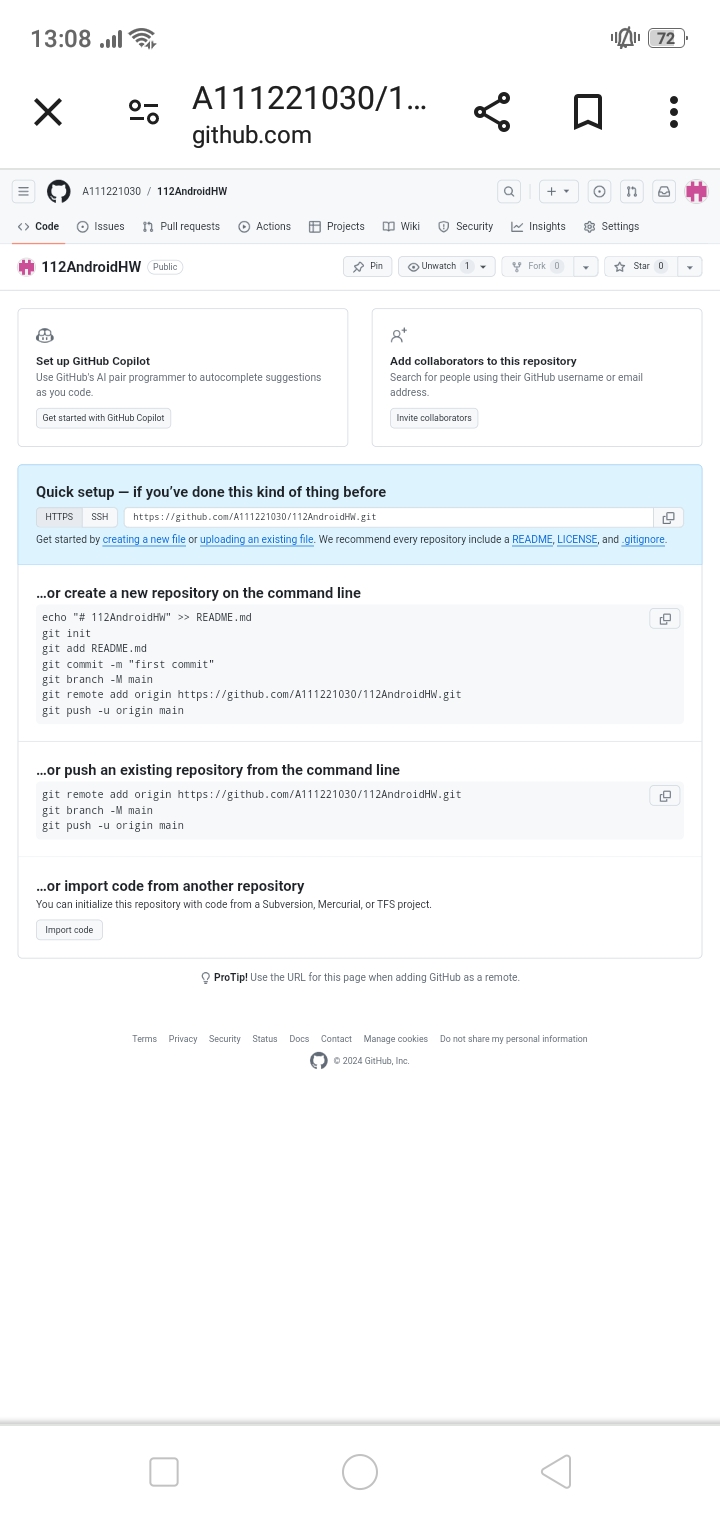 13:08
72
A111221030/1...
github.com
A111221030 / 112AndroidHW
Code Issues Pull requests Actions Projects Wiki Security Insights Settings
112AndroidHW Public
Pin Unwatch 1 Fork 0 Star 0
Set up GitHub Copilot
Use GitHub's AI pair programmer to autocomplete suggestions
as you code.
Get started with GitHub Copilot
Add collaborators to this repository
Search for people using their GitHub username or email
address.
Invite collaborators
Quick setup — if you’ve done this kind of thing before
HTTPS SSH https://github.com/A111221030/112AndroidHW.git
Get started by creating a new file or uploading an existing file. We recommend every repository include a README, LICENSE, and .gitignore.
…or create a new repository on the command line
echo "# 112AndroidHW" >> README.md
git init
git add README.md
git commit -m "first commit"
git branch -M main
git remote add origin https://github.com/A111221030/112AndroidHW.git
git push -u origin main
…or push an existing repository from the command line
git remote add origin https://github.com/A111221030/112AndroidHW.git
git branch -M main
git push -u origin main
…or import code from another repository
You can initialize this repository with code from a Subversion, Mercurial, or TFS project.
Import code
ProTip! Use the URL for this page when adding GitHub as a remote.
Terms Privacy Security Status Docs Contact Manage cookies Do not share my personal information
© 2024 GitHub, Inc.